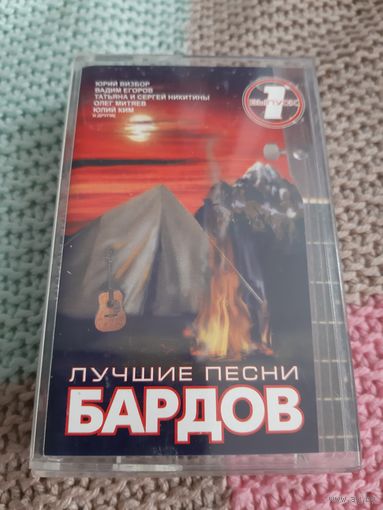 ЮРИЙ ВИЗБОР
ВАДИМ ЕГОРОВ
ТАТЬЯНА И СЕРГЕЙ НИКИТИНЫ
ОЛЕГ МИТЯЕВ
ЮЛИЙ КИМ
И ДРУГИЕ
1
ВЫПУСК
ЛУЧШИЕ ПЕСНИ
БАРДОВ